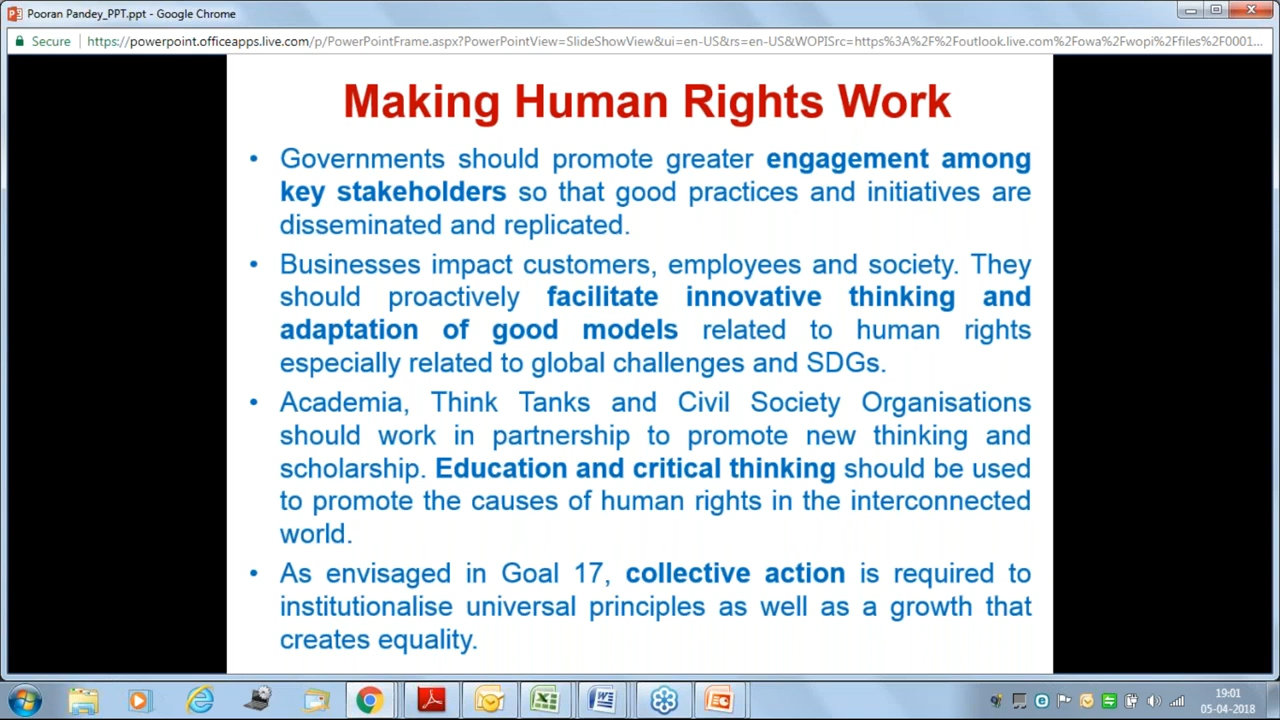 Pooran Pandey_PPT.ppt - Google Chrome
Secure
https://powerpoint.officeapps.live.com/p/PowerPointFrame.aspx?PowerPointView=SlideShowView&ui=en-US&rs=en-US&WOPISrc=https%3A%2F%2Foutlook.live.com%2Fowa%2Fwopi%2Ffiles%2F0001...
Making Human Rights Work
• Governments should promote greater engagement among
key stakeholders so that good practices and initiatives are
disseminated and replicated.
• Businesses impact customers, employees and society. They
should proactively facilitate innovative thinking and
adaptation of good models related to human rights
especially related to global challenges and SDGs.
• Academia, Think Tanks and Civil Society Organisations
should work in partnership to promote new thinking and
scholarship. Education and critical thinking should be used
to promote the causes of human rights in the interconnected
world.
• As envisaged in Goal 17, collective action is required to
institutionalise universal principles as well as a growth that
creates equality.
19:01
05-04-2018